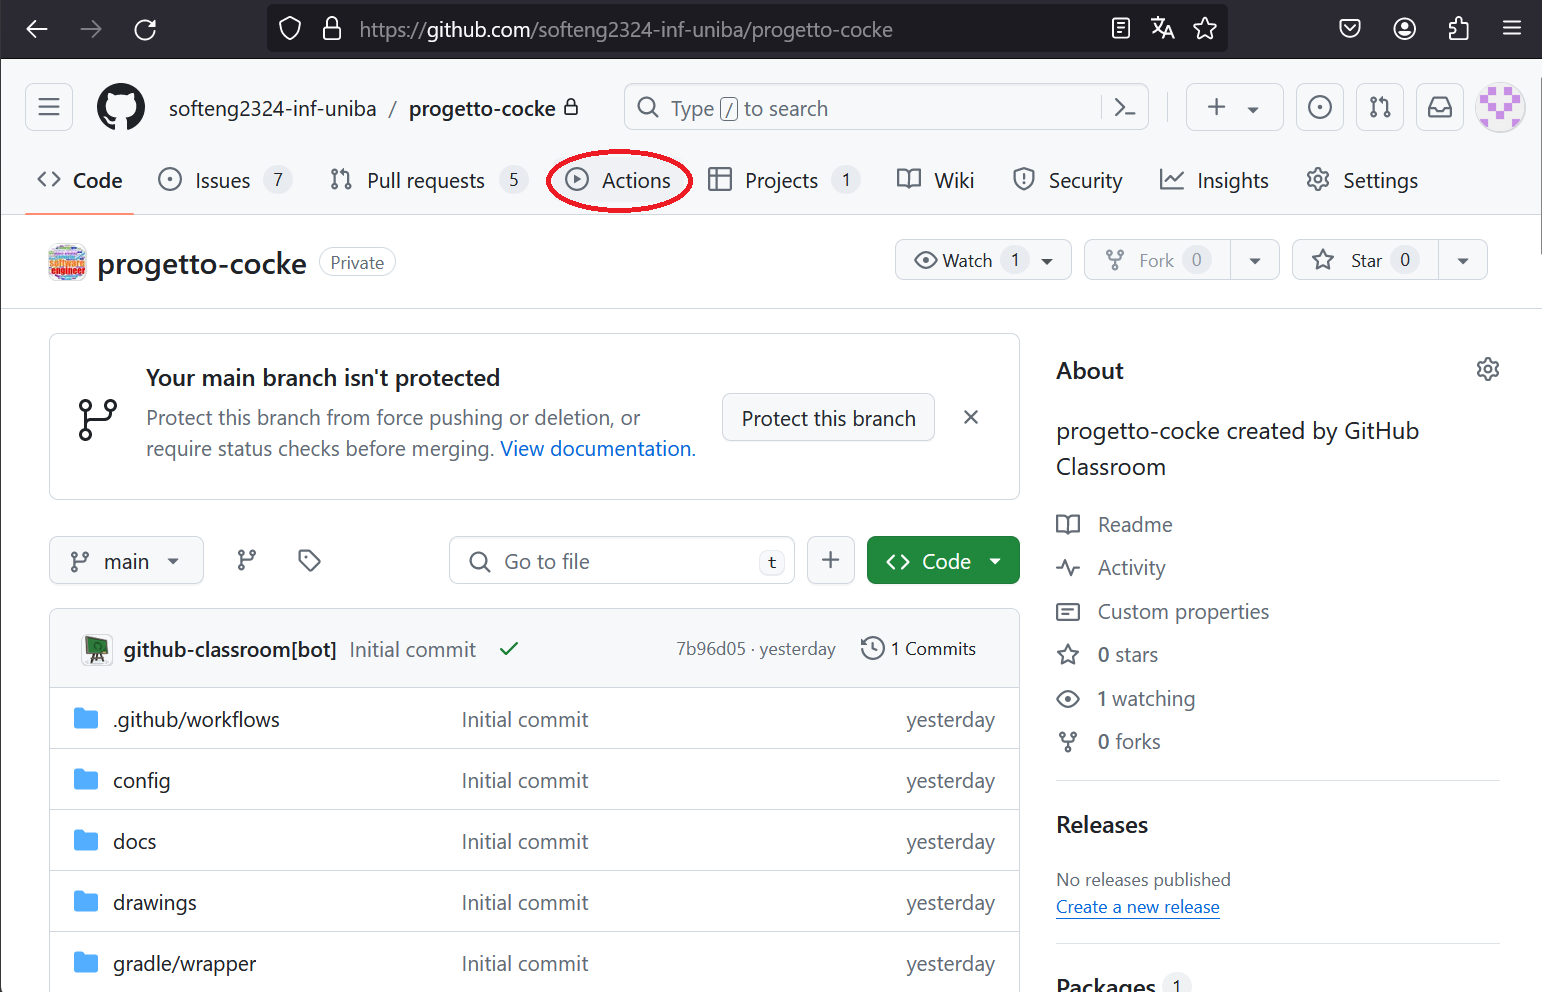 https://github.com/softeng2324-inf-uniba/progetto-cocke
softeng2324-inf-uniba / progetto-cocke
Type / to search
Code
Issues 7
Pull requests 5
Actions
Projects 1
Wiki
Security
Insights
Settings
software
engineer
progetto-cocke Private
Watch 1
Fork 0
Star 0
Your main branch isn't protected
Protect this branch from force pushing or deletion, or
require status checks before merging. View documentation.
Protect this branch
main
Go to file t
Code
github-classroom[bot] Initial commit 7b96d05 · yesterday 1 Commits
.github/workflows Initial commit yesterday
config Initial commit yesterday
docs Initial commit yesterday
drawings Initial commit yesterday
gradle/wrapper Initial commit yesterday
About
progetto-cocke created by GitHub
Classroom
Readme
Activity
Custom properties
0 stars
1 watching
0 forks
Releases
No releases published
Create a new release
Packages 1